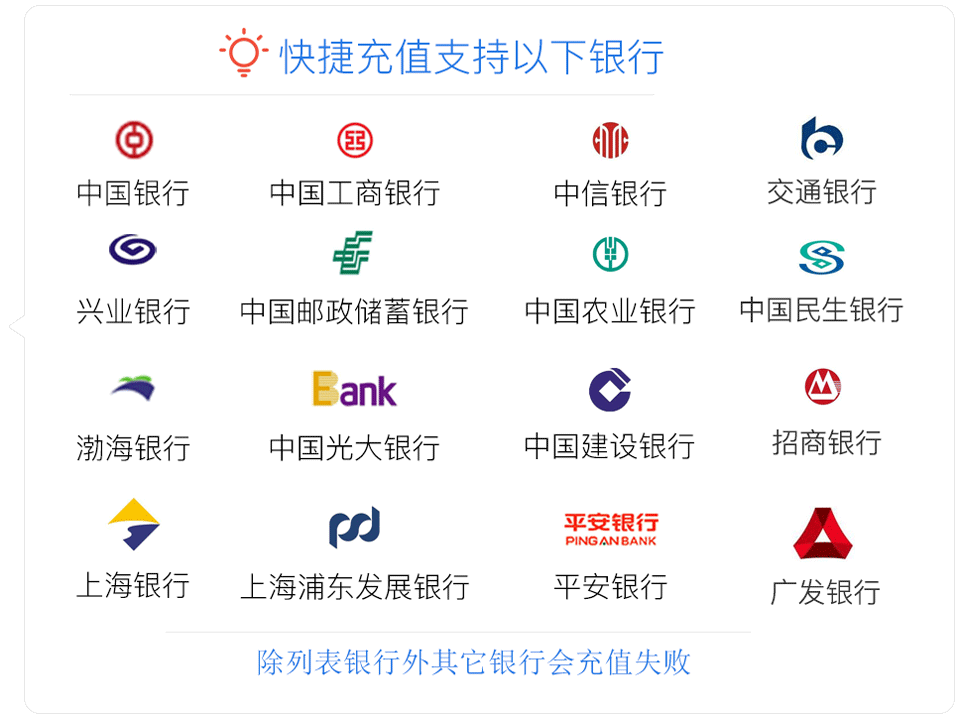 快捷充值支持以下银行
中国银行 中国工商银行 中信银行 交通银行
兴业银行 中国邮政储蓄银行 中国农业银行 中国民生银行
Bank
渤海银行 中国光大银行 中国建设银行 招商银行
平安银行
PING AN BANK
上海银行 上海浦东发展银行 平安银行 广发银行
除列表银行外其它银行会充值失败